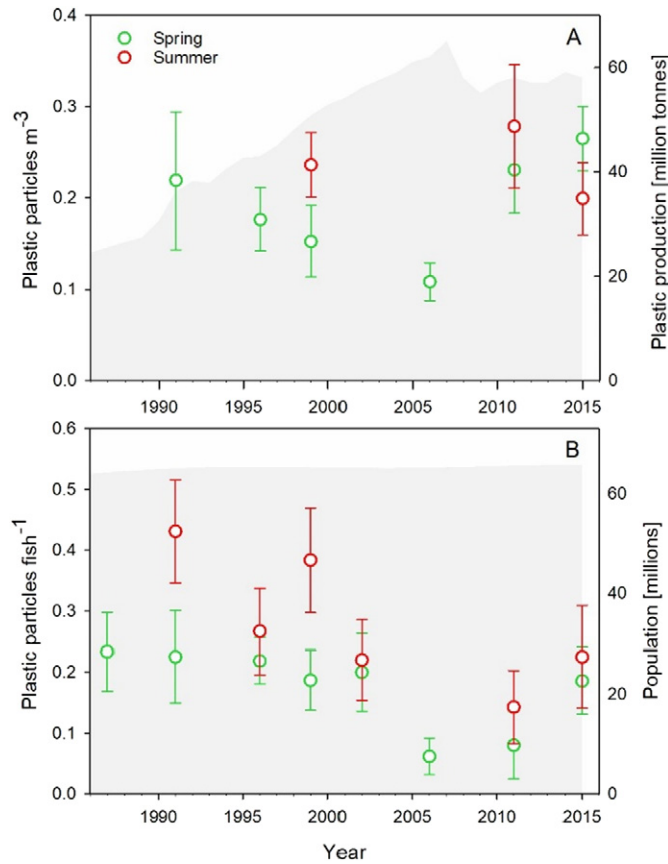 0.4
0.3
0.2
0.1
0.0
Plastic particles m⁻³
Spring
Summer
A
60
40
20
0
Plastic production [million tonnes]
1990 1995 2000 2005 2010 2015
0.6
0.5
0.4
0.3
0.2
0.1
0.0
Plastic particles fish⁻¹
B
60
40
20
0
Population [millions]
1990 1995 2000 2005 2010 2015
Year